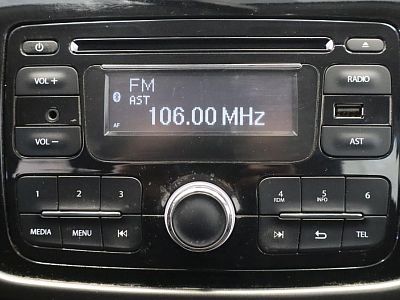 FM
AST
106.00 MHz
AF
VOL +
VOL −
RADIO
AST
1 2 3
MEDIA MENU
4 RDM 5 INFO 6
TEL